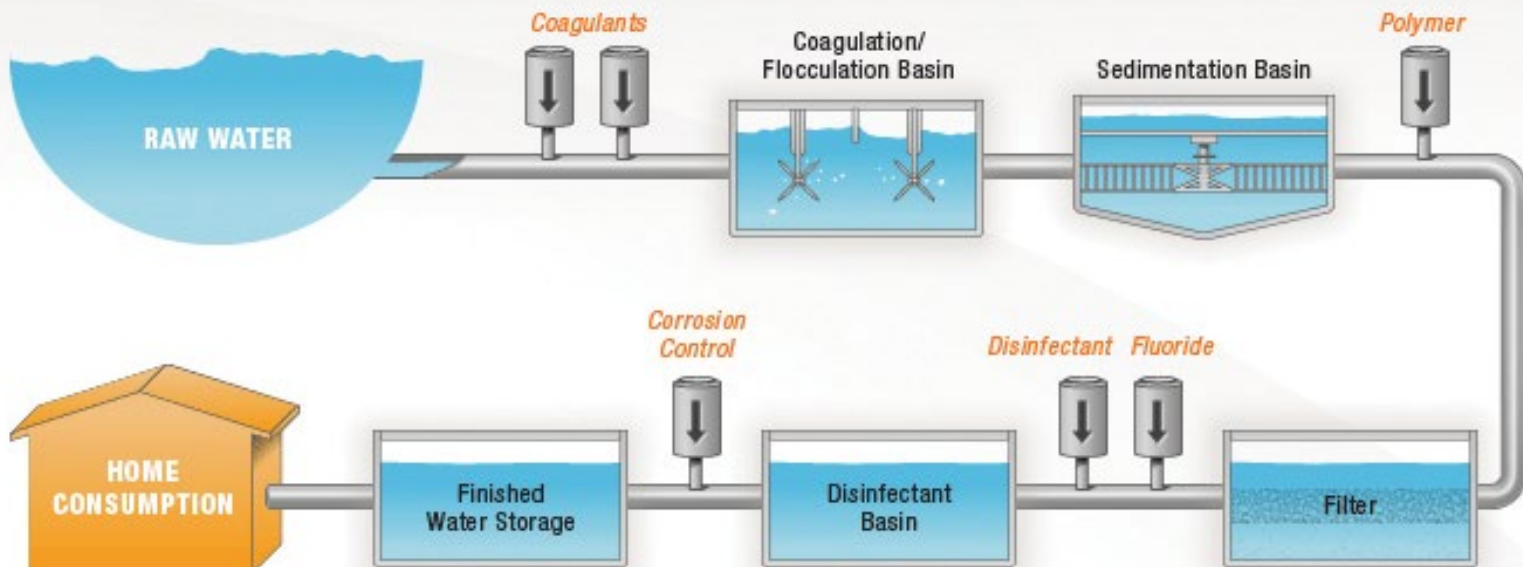 Coagulants
Coagulation/
Flocculation Basin
Sedimentation Basin
Polymer
RAW WATER
Corrosion
Control
Disinfectant
Fluoride
HOME
CONSUMPTION
Finished
Water Storage
Disinfectant
Basin
Filter